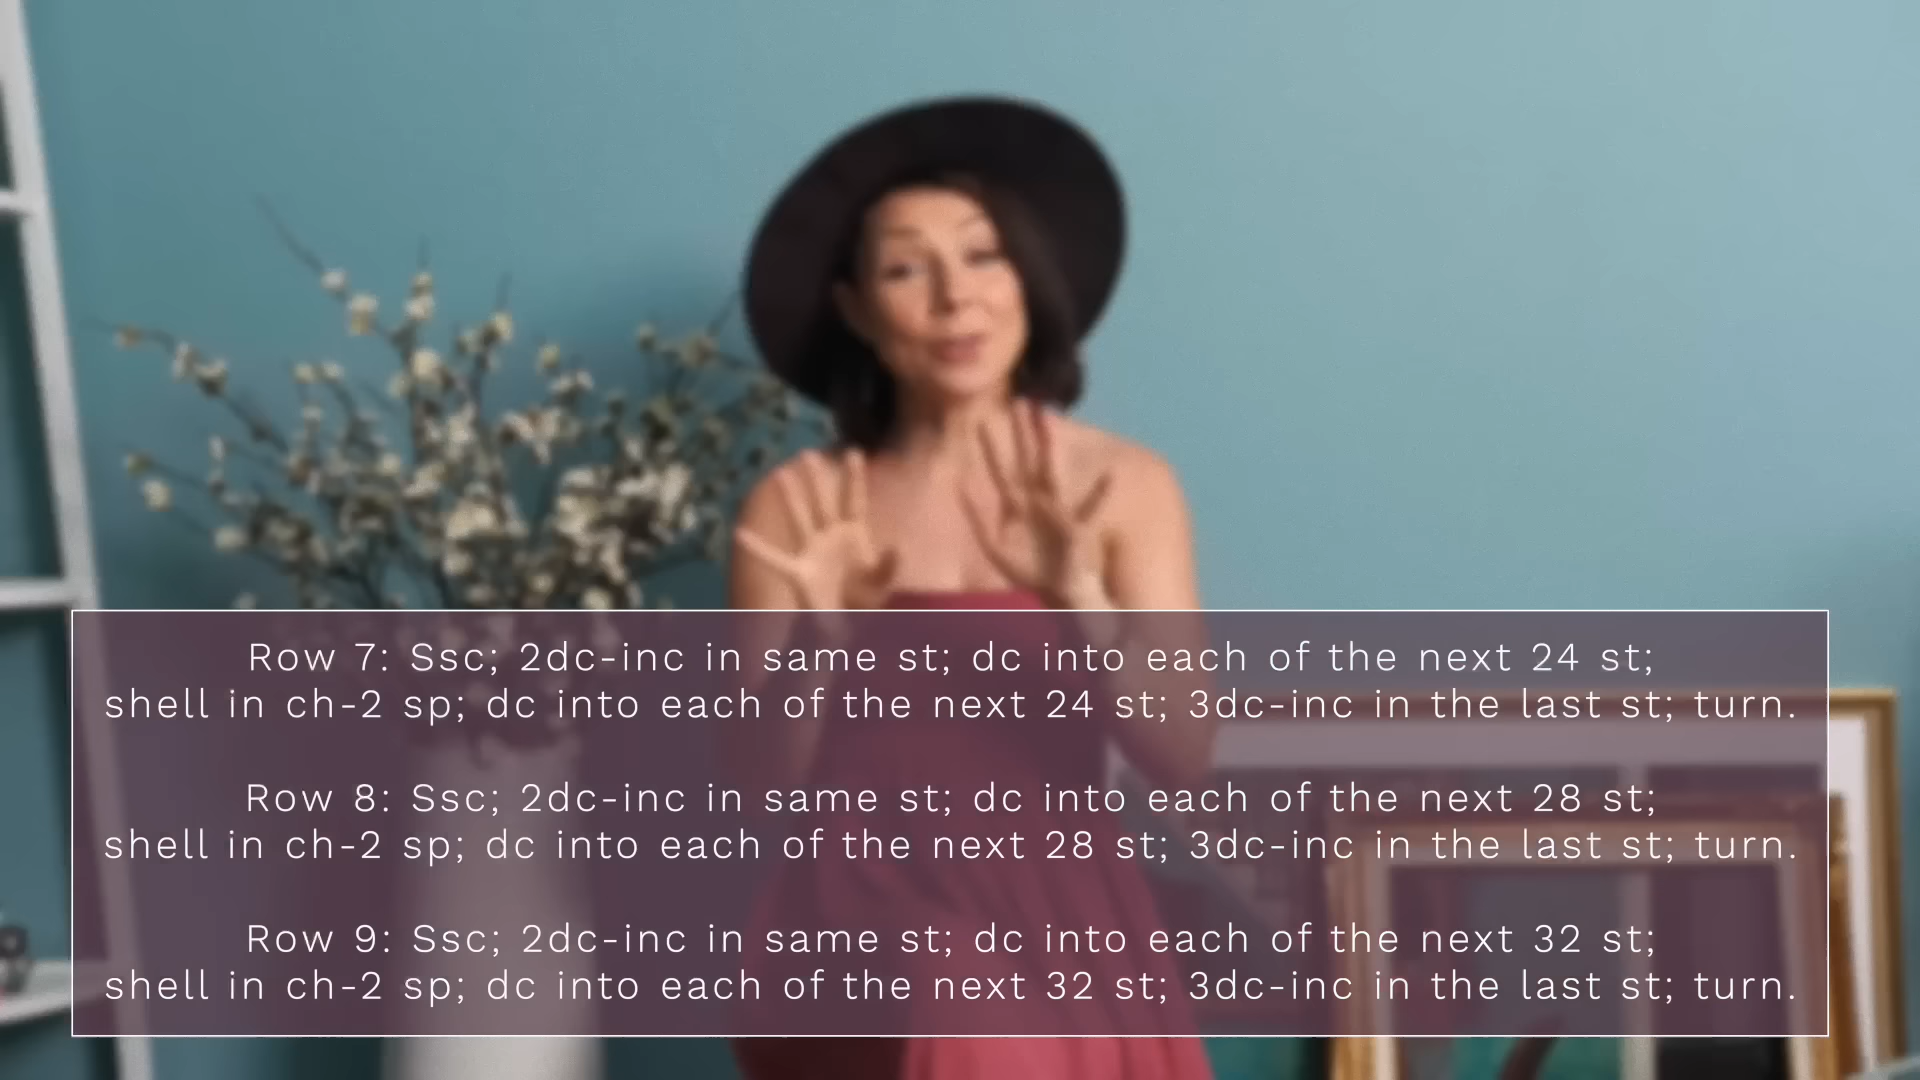 Row 7: Ssc; 2dc-inc in same st; dc into each of the next 24 st;
shell in ch-2 sp; dc into each of the next 24 st; 3dc-inc in the last st; turn.
Row 8: Ssc; 2dc-inc in same st; dc into each of the next 28 st;
shell in ch-2 sp; dc into each of the next 28 st; 3dc-inc in the last st; turn.
Row 9: Ssc; 2dc-inc in same st; dc into each of the next 32 st;
shell in ch-2 sp; dc into each of the next 32 st; 3dc-inc in the last st; turn.